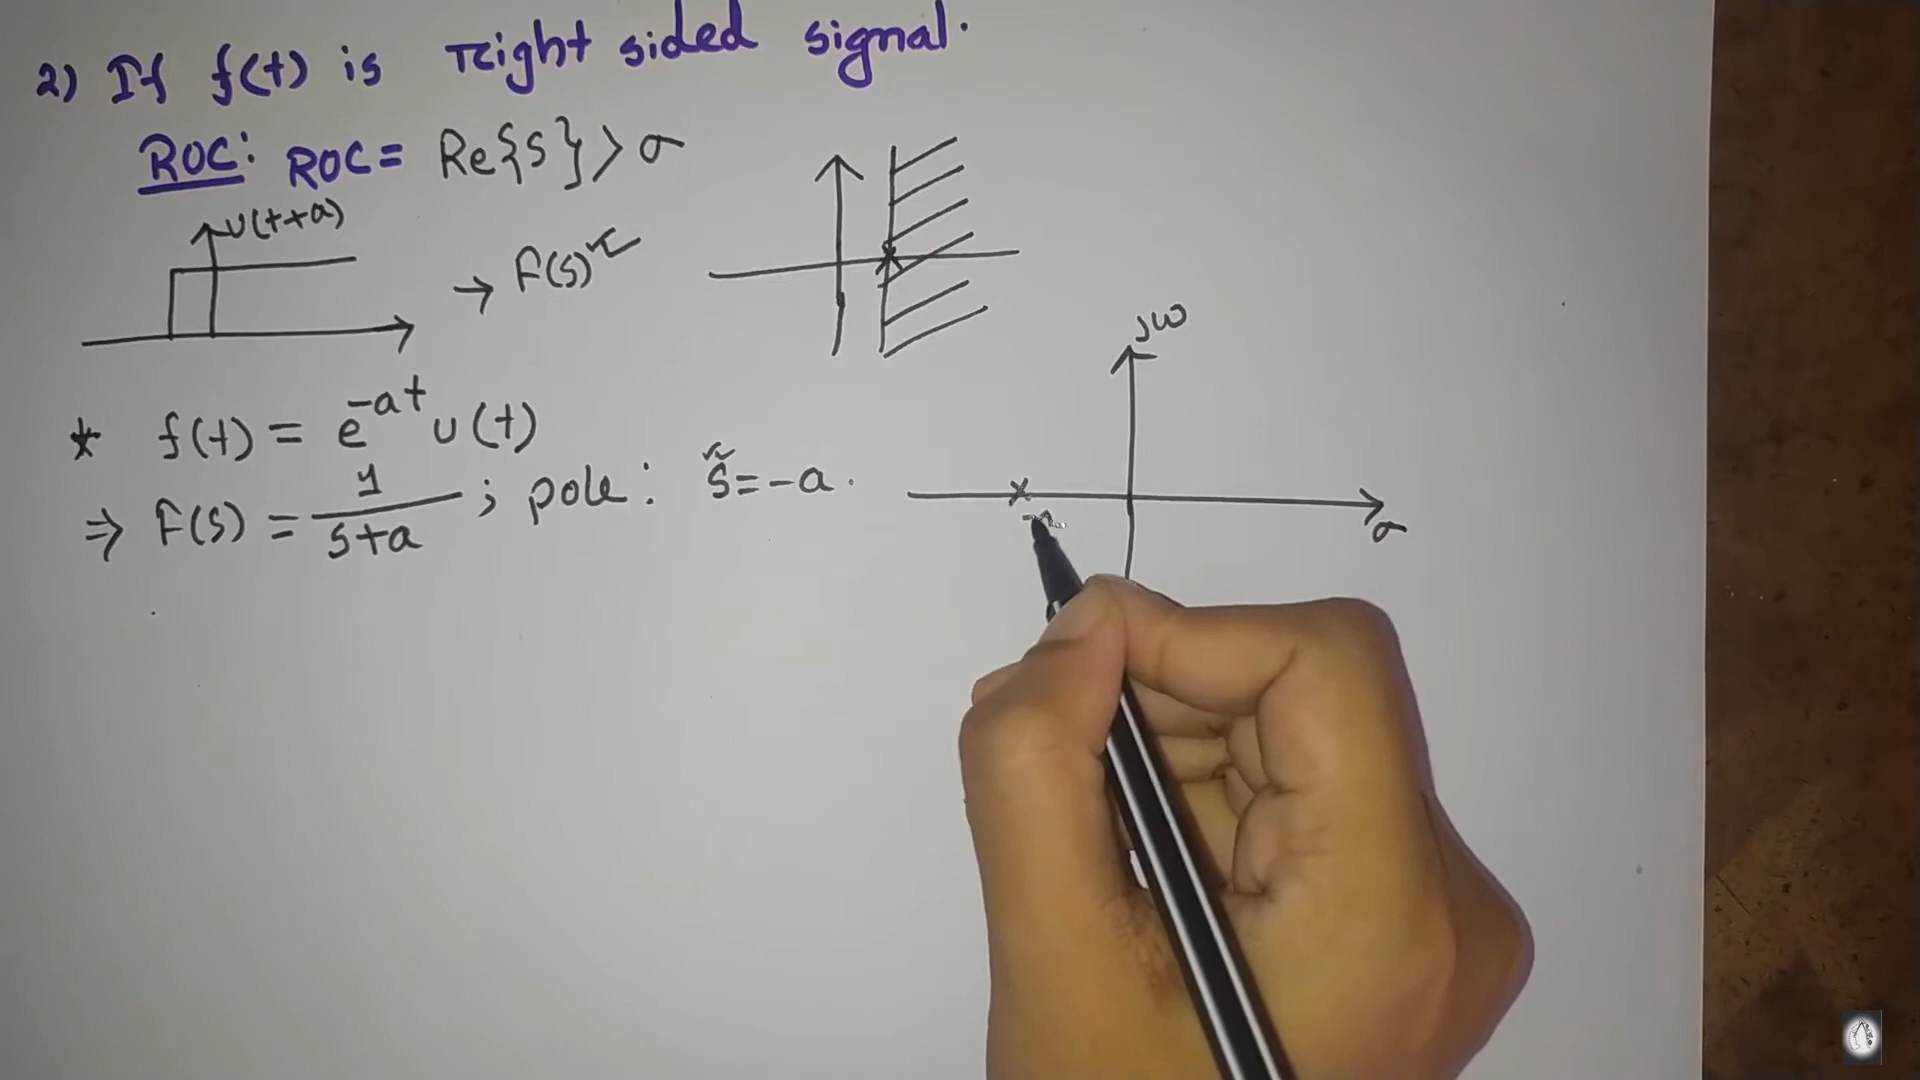 2) If f(t) is right sided signal.
ROC: ROC = Re{s} > σ
u(t+a)
→ F(s)
jω
* f(t) = e^{-at} u(t)
⇒ F(s) = 1/(s+a) ; pole: s = -a.
σ